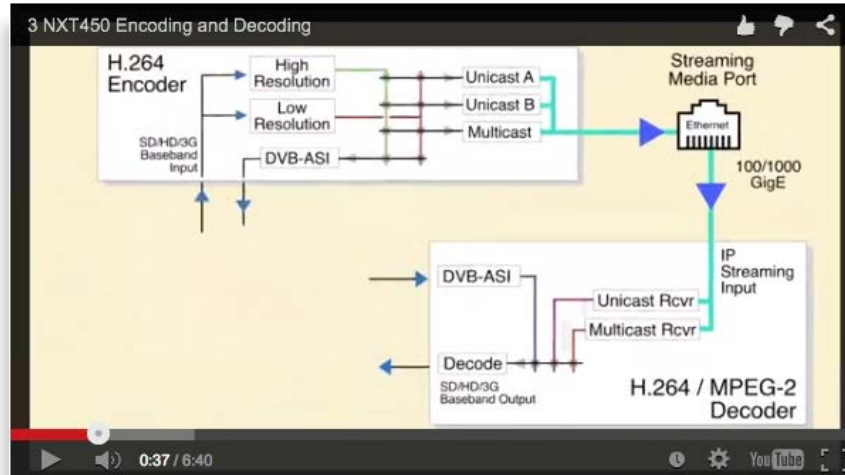 3 NXT450 Encoding and Decoding
H.264
Encoder
High
Resolution
Low
Resolution
SD/HD/3G
Baseband
Input
DVB-ASI
Unicast A
Unicast B
Multicast
Streaming
Media Port
Ethernet
100/1000
GigE
IP
Streaming
Input
DVB-ASI
Unicast Rcvr
Multicast Rcvr
Decode
SD/HD/3G
Baseband Output
H.264 / MPEG-2
Decoder
0:37 / 6:40
YouTube